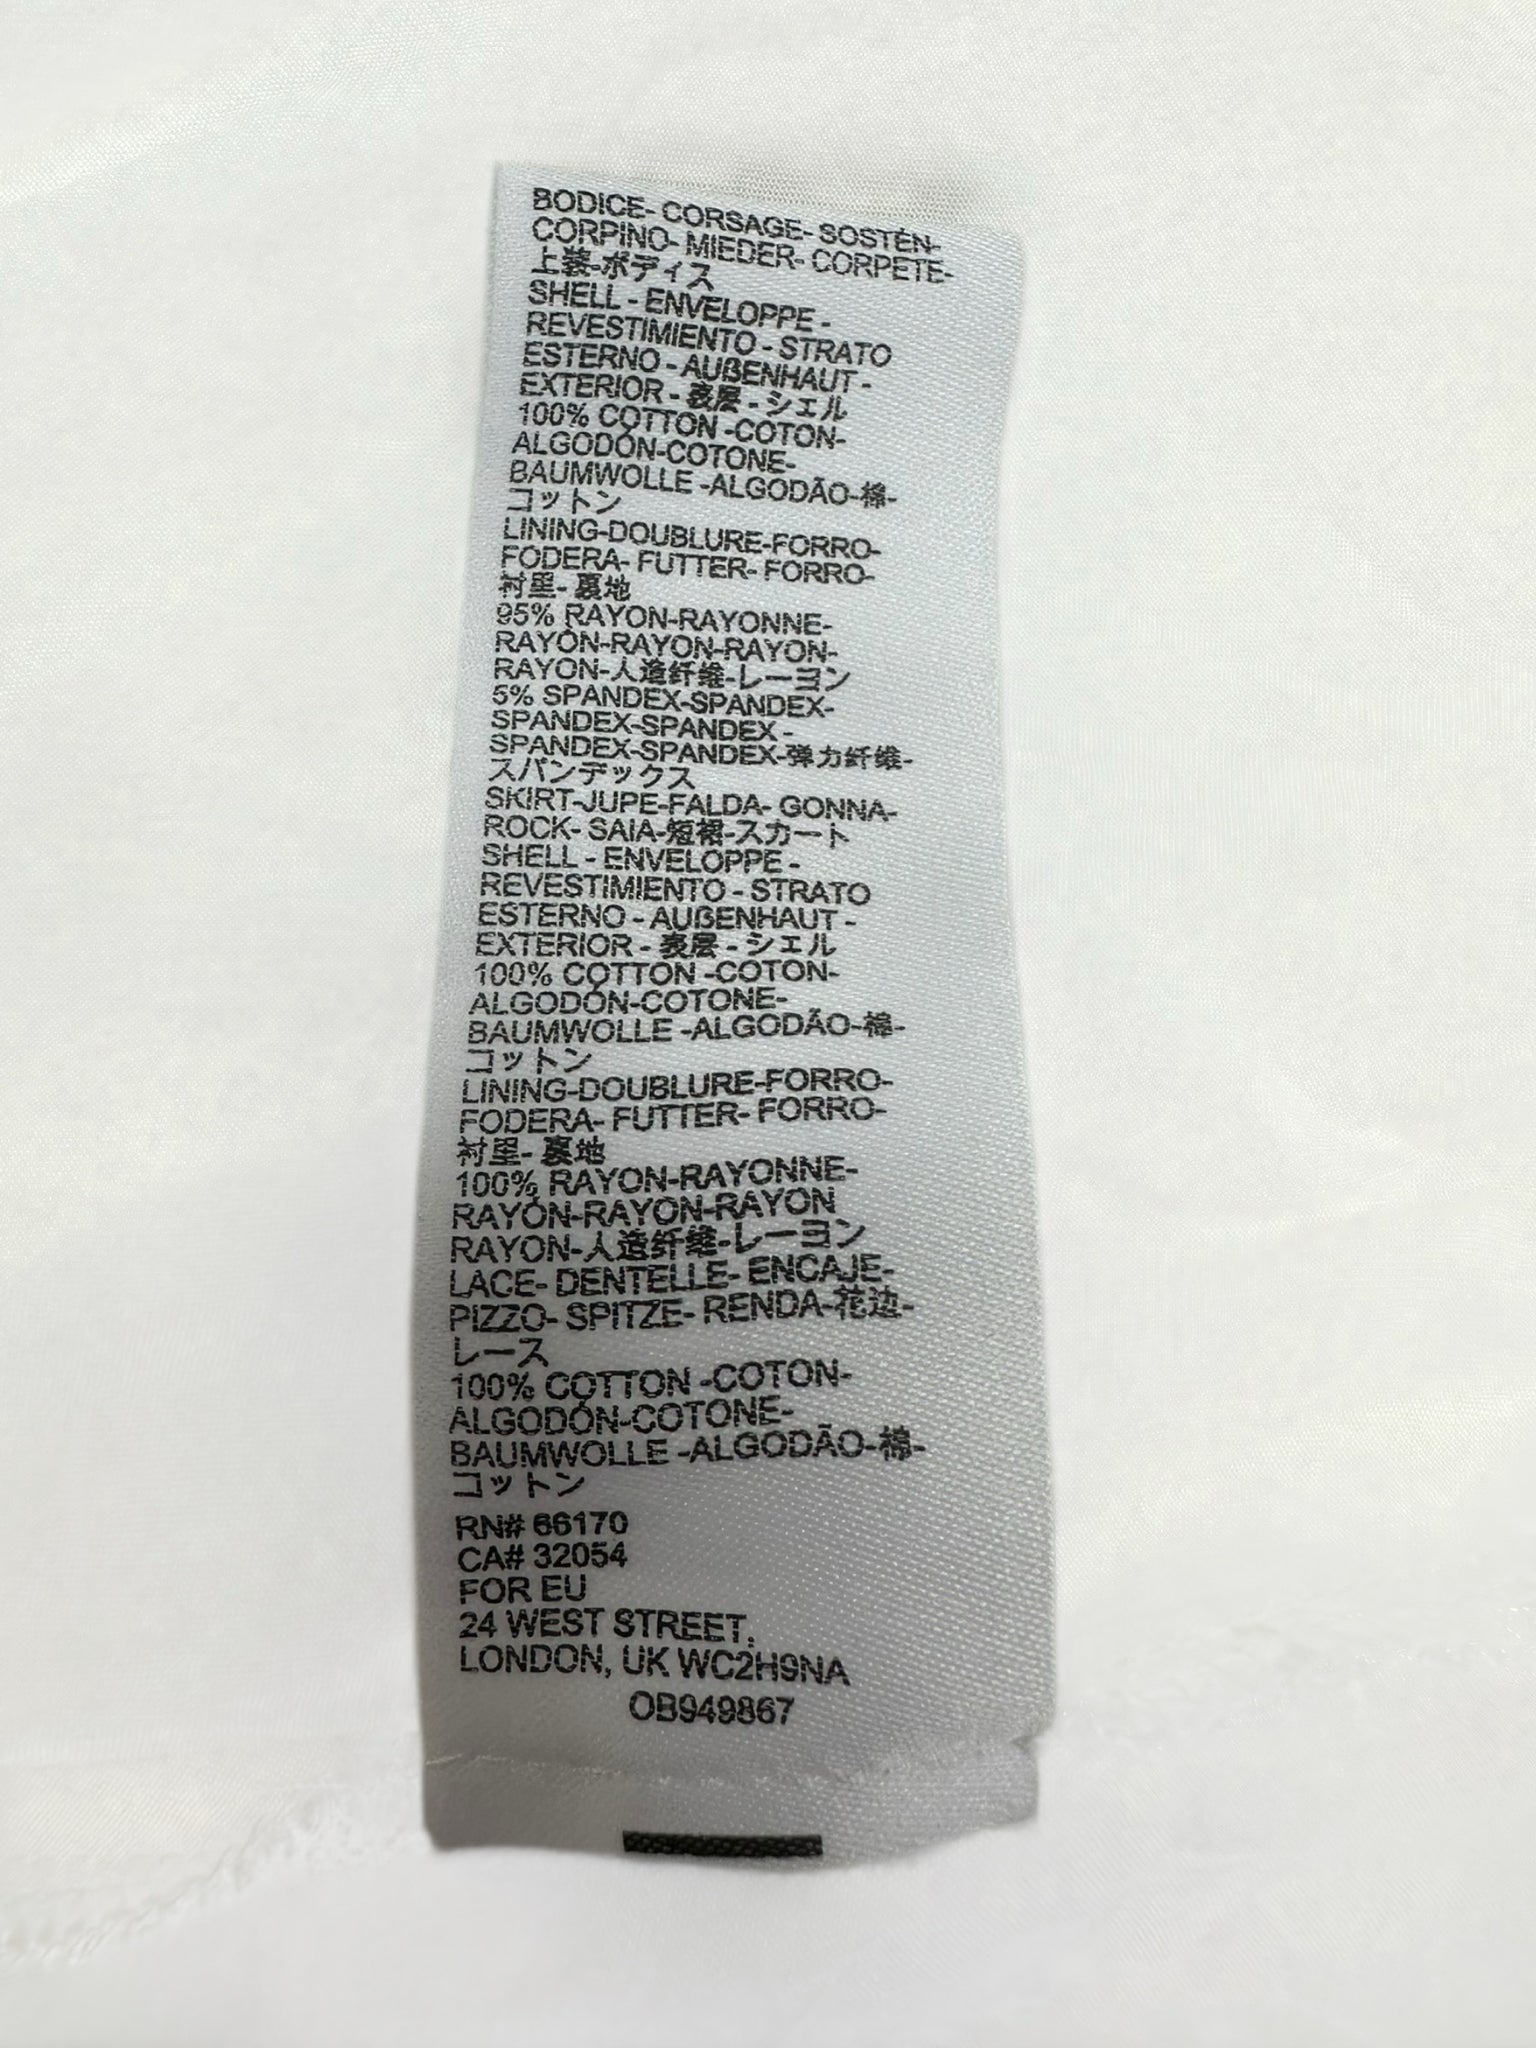 BODICE- CORSAGE- SOSTÉN-
CORPINO- MIEDER- CORPETE-
上装-ボディス
SHELL - ENVELOPPE -
REVESTIMIENTO - STRATO
ESTERNO - AUßENHAUT -
EXTERIOR - 表层 - シェル
100% COTTON -COTON-
ALGODÓN-COTONE-
BAUMWOLLE -ALGODÃO-棉-
コットン
LINING-DOUBLURE-FORRO-
FODERA- FUTTER- FORRO-
衬里- 裏地
95% RAYON-RAYONNE-
RAYÓN-RAYON-RAYON-
RAYON-人造纤维-レーヨン
5% SPANDEX-SPANDEX-
SPANDEX-SPANDEX -
SPANDEX-SPANDEX-弹力纤维-
スパンデックス
SKIRT-JUPE-FALDA- GONNA-
ROCK- SAIA-短裙-スカート
SHELL - ENVELOPPE -
REVESTIMIENTO - STRATO
ESTERNO - AUßENHAUT -
EXTERIOR - 表层 - シェル
100% COTTON -COTON-
ALGODÓN-COTONE-
BAUMWOLLE -ALGODÃO-棉-
コットン
LINING-DOUBLURE-FORRO-
FODERA- FUTTER- FORRO-
衬里- 裏地
100% RAYON-RAYONNE-
RAYÓN-RAYON-RAYON
RAYON-人造纤维-レーヨン
LACE- DENTELLE- ENCAJE-
PIZZO- SPITZE- RENDA-花边-
レース
100% COTTON -COTON-
ALGODÓN-COTONE-
BAUMWOLLE -ALGODÃO-棉-
コットン
RN# 66170
CA# 32054
FOR EU
24 WEST STREET,
LONDON, UK WC2H9NA
OB949867